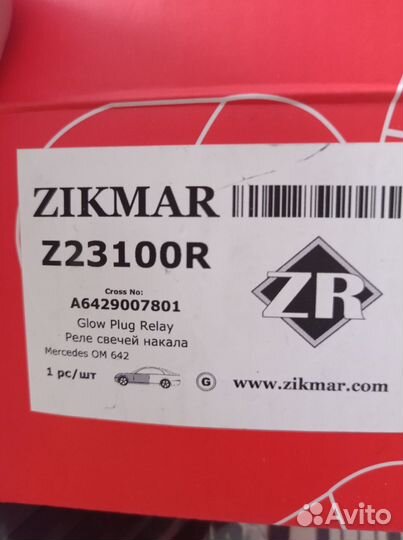 ZIKMAR
Z23100R
Cross No:
A6429007801
Glow Plug Relay
Реле свечей накала
Mercedes OM 642
1 pc/шт
G
ZR
www.zikmar.com
Avito